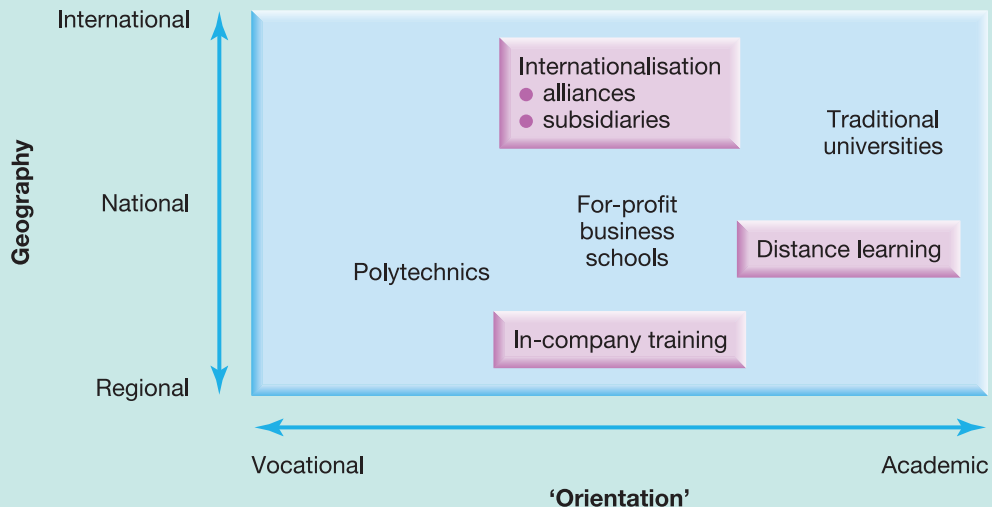 International
Geography
National
Regional
Internationalisation
● alliances
● subsidiaries
Traditional
universities
For-profit
business
schools
Distance learning
Polytechnics
In-company training
Vocational
Academic
'Orientation'